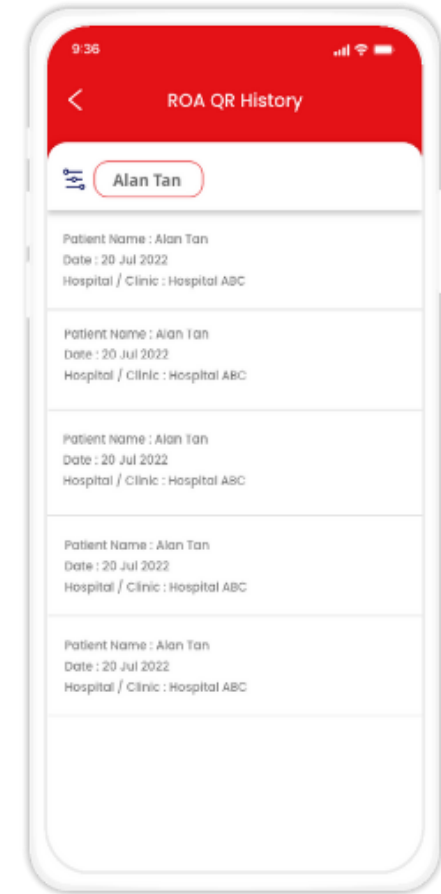 9:36
ROA QR History
Alan Tan
Patient Name : Alan Tan
Date : 20 Jul 2022
Hospital / Clinic : Hospital ABC
Patient Name : Alan Tan
Date : 20 Jul 2022
Hospital / Clinic : Hospital ABC
Patient Name : Alan Tan
Date : 20 Jul 2022
Hospital / Clinic : Hospital ABC
Patient Name : Alan Tan
Date : 20 Jul 2022
Hospital / Clinic : Hospital ABC
Patient Name : Alan Tan
Date : 20 Jul 2022
Hospital / Clinic : Hospital ABC